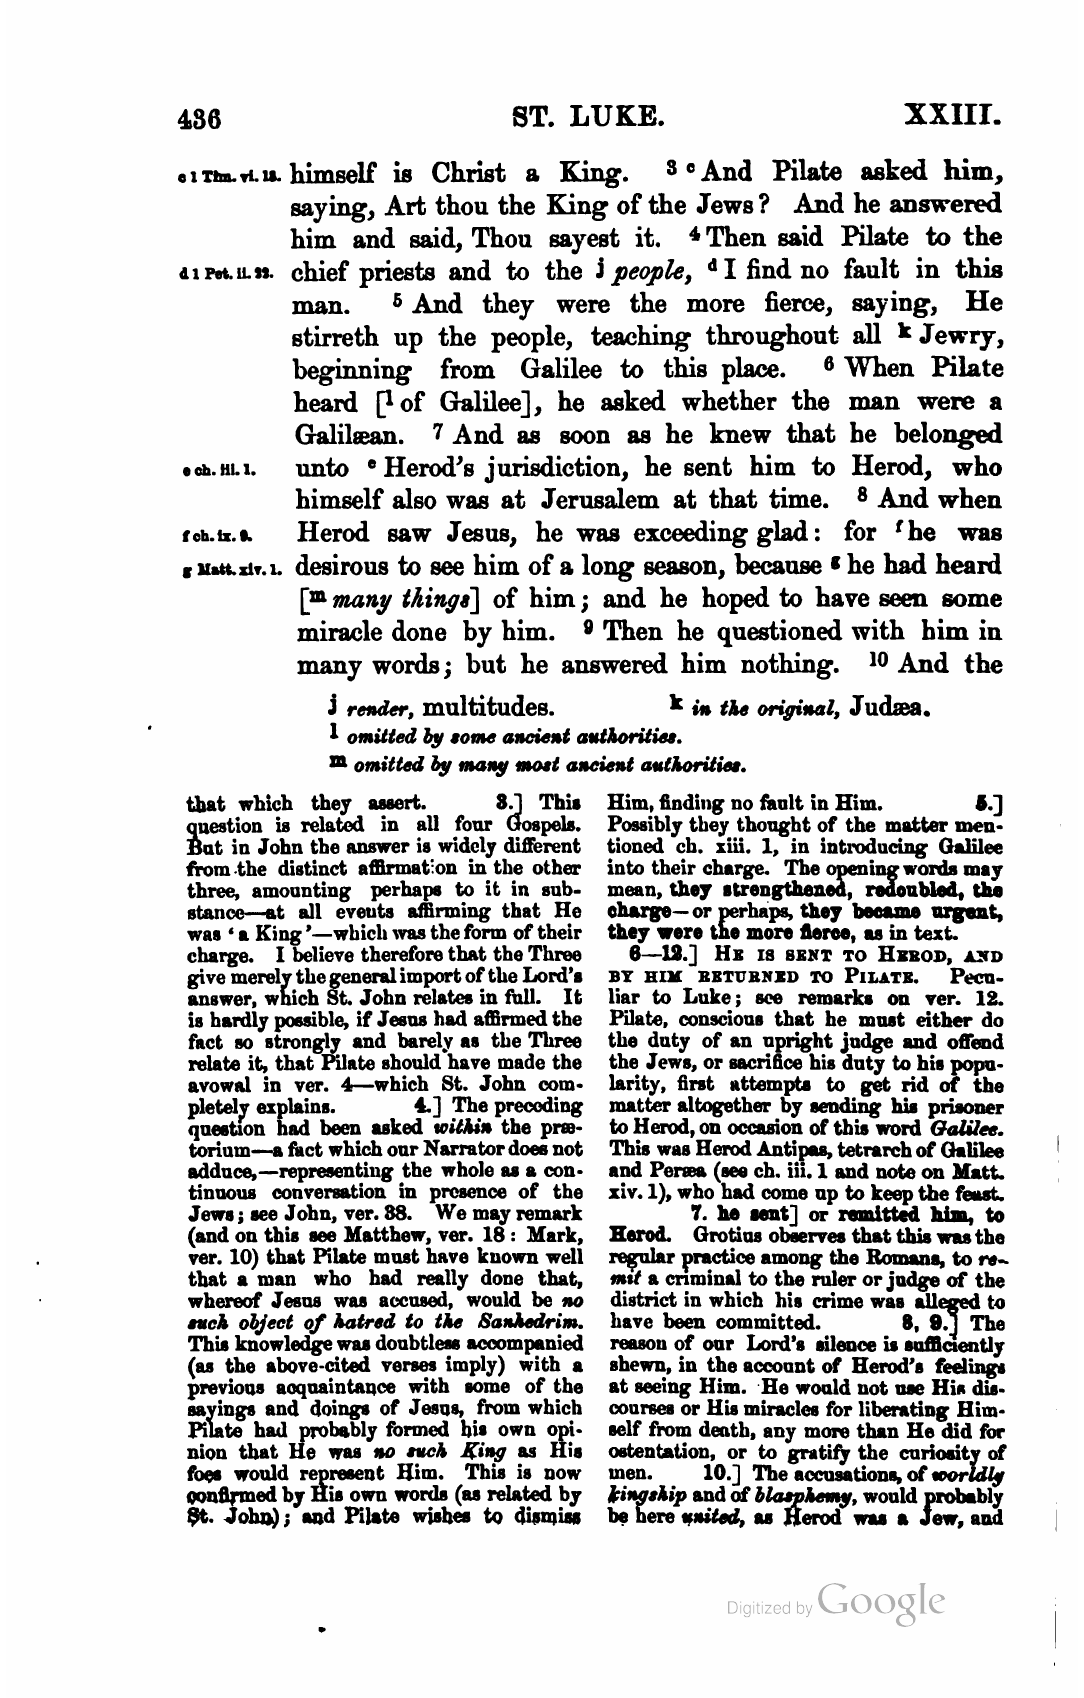 436 ST. LUKE. XXIII.
c 1 Tim. vi. 13. himself is Christ a King. 3 c And Pilate asked him,
saying, Art thou the King of the Jews? And he answered
him and said, Thou sayest it. 4 Then said Pilate to the
d 1 Pet. ii. 22. chief priests and to the j people, d I find no fault in this
man. 5 And they were the more fierce, saying, He
stirreth up the people, teaching throughout all k Jewry,
beginning from Galilee to this place. 6 When Pilate
heard [l of Galilee], he asked whether the man were a
Galilæan. 7 And as soon as he knew that he belonged
e ch. iii. 1. unto e Herod's jurisdiction, he sent him to Herod, who
himself also was at Jerusalem at that time. 8 And when
f ch. ix. 9. Herod saw Jesus, he was exceeding glad: for f he was
g Matt. xiv. 1. desirous to see him of a long season, because g he had heard
[m many things] of him; and he hoped to have seen some
miracle done by him. 9 Then he questioned with him in
many words; but he answered him nothing. 10 And the
j render, multitudes. k in the original, Judæa.
l omitted by some ancient authorities.
m omitted by many most ancient authorities.
that which they assert. 3.] This
question is related in all four Gospels.
But in John the answer is widely different
from the distinct affirmation in the other
three, amounting perhaps to it in sub-
stance—at all events affirming that He
was 'a King'—which was the form of their
charge. I believe therefore that the Three
give merely the general import of the Lord's
answer, which St. John relates in full. It
is hardly possible, if Jesus had affirmed the
fact so strongly and barely as the Three
relate it, that Pilate should have made the
avowal in ver. 4—which St. John com-
pletely explains. 4.] The preceding
question had been asked within the præ-
torium—a fact which our Narrator does not
adduce,—representing the whole as a con-
tinuous conversation in presence of the
Jews; see John, ver. 38. We may remark
(and on this see Matthew, ver. 18: Mark,
ver. 10) that Pilate must have known well
that a man who had really done that,
whereof Jesus was accused, would be no
such object of hatred to the Sanhedrim.
This knowledge was doubtless accompanied
(as the above-cited verses imply) with a
previous acquaintance with some of the
sayings and doings of Jesus, from which
Pilate had probably formed his own opi-
nion that He was no such King as His
foes would represent Him. This is now
confirmed by His own words (as related by
St. John); and Pilate wishes to dismiss
Him, finding no fault in Him. 5.]
Possibly they thought of the matter men-
tioned ch. xiii. 1, in introducing Galilee
into their charge. The opening words may
mean, they strengthened, redoubled, the
charge—or perhaps, they became urgent,
they were the more fierce, as in text.
6—12.] HE IS SENT TO HEROD, AND
BY HIM RETURNED TO PILATE. Pecu-
liar to Luke; see remarks on ver. 12.
Pilate, conscious that he must either do
the duty of an upright judge and offend
the Jews, or sacrifice his duty to his popu-
larity, first attempts to get rid of the
matter altogether by sending his prisoner
to Herod, on occasion of this word Galilee.
This was Herod Antipas, tetrarch of Galilee
and Peræa (see ch. iii. 1 and note on Matt.
xiv. 1), who had come up to keep the feast.
7. he sent] or remitted him, to
Herod. Grotius observes that this was the
regular practice among the Romans, to re-
mit a criminal to the ruler or judge of the
district in which his crime was alleged to
have been committed. 8, 9.] The
reason of our Lord's silence is sufficiently
shewn, in the account of Herod's feelings
at seeing Him. He would not use His dis-
courses or His miracles for liberating Him-
self from death, any more than He did for
ostentation, or to gratify the curiosity of
men. 10.] The accusations, of worldly
kingship and of blasphemy, would probably
be here united, as Herod was a Jew, and
Digitized by Google